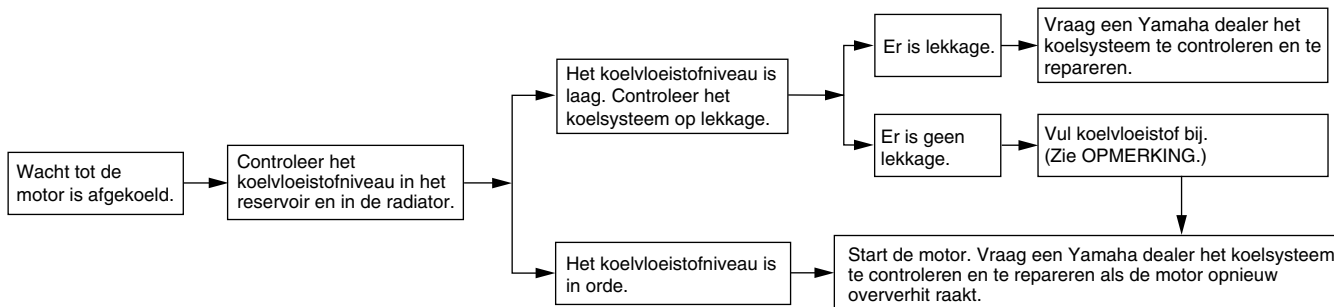 Wacht tot de
motor is afgekoeld.
Controleer het
koelvloeistofniveau in het
reservoir en in de radiator.
Het koelvloeistofniveau is
laag. Controleer het
koelsysteem op lekkage.
Er is lekkage.
Vraag een Yamaha dealer het
koelsysteem te controleren en te
repareren.
Er is geen
lekkage.
Vul koelvloeistof bij.
(Zie OPMERKING.)
Het koelvloeistofniveau is
in orde.
Start de motor. Vraag een Yamaha dealer het koelsysteem
te controleren en te repareren als de motor opnieuw
oververhit raakt.